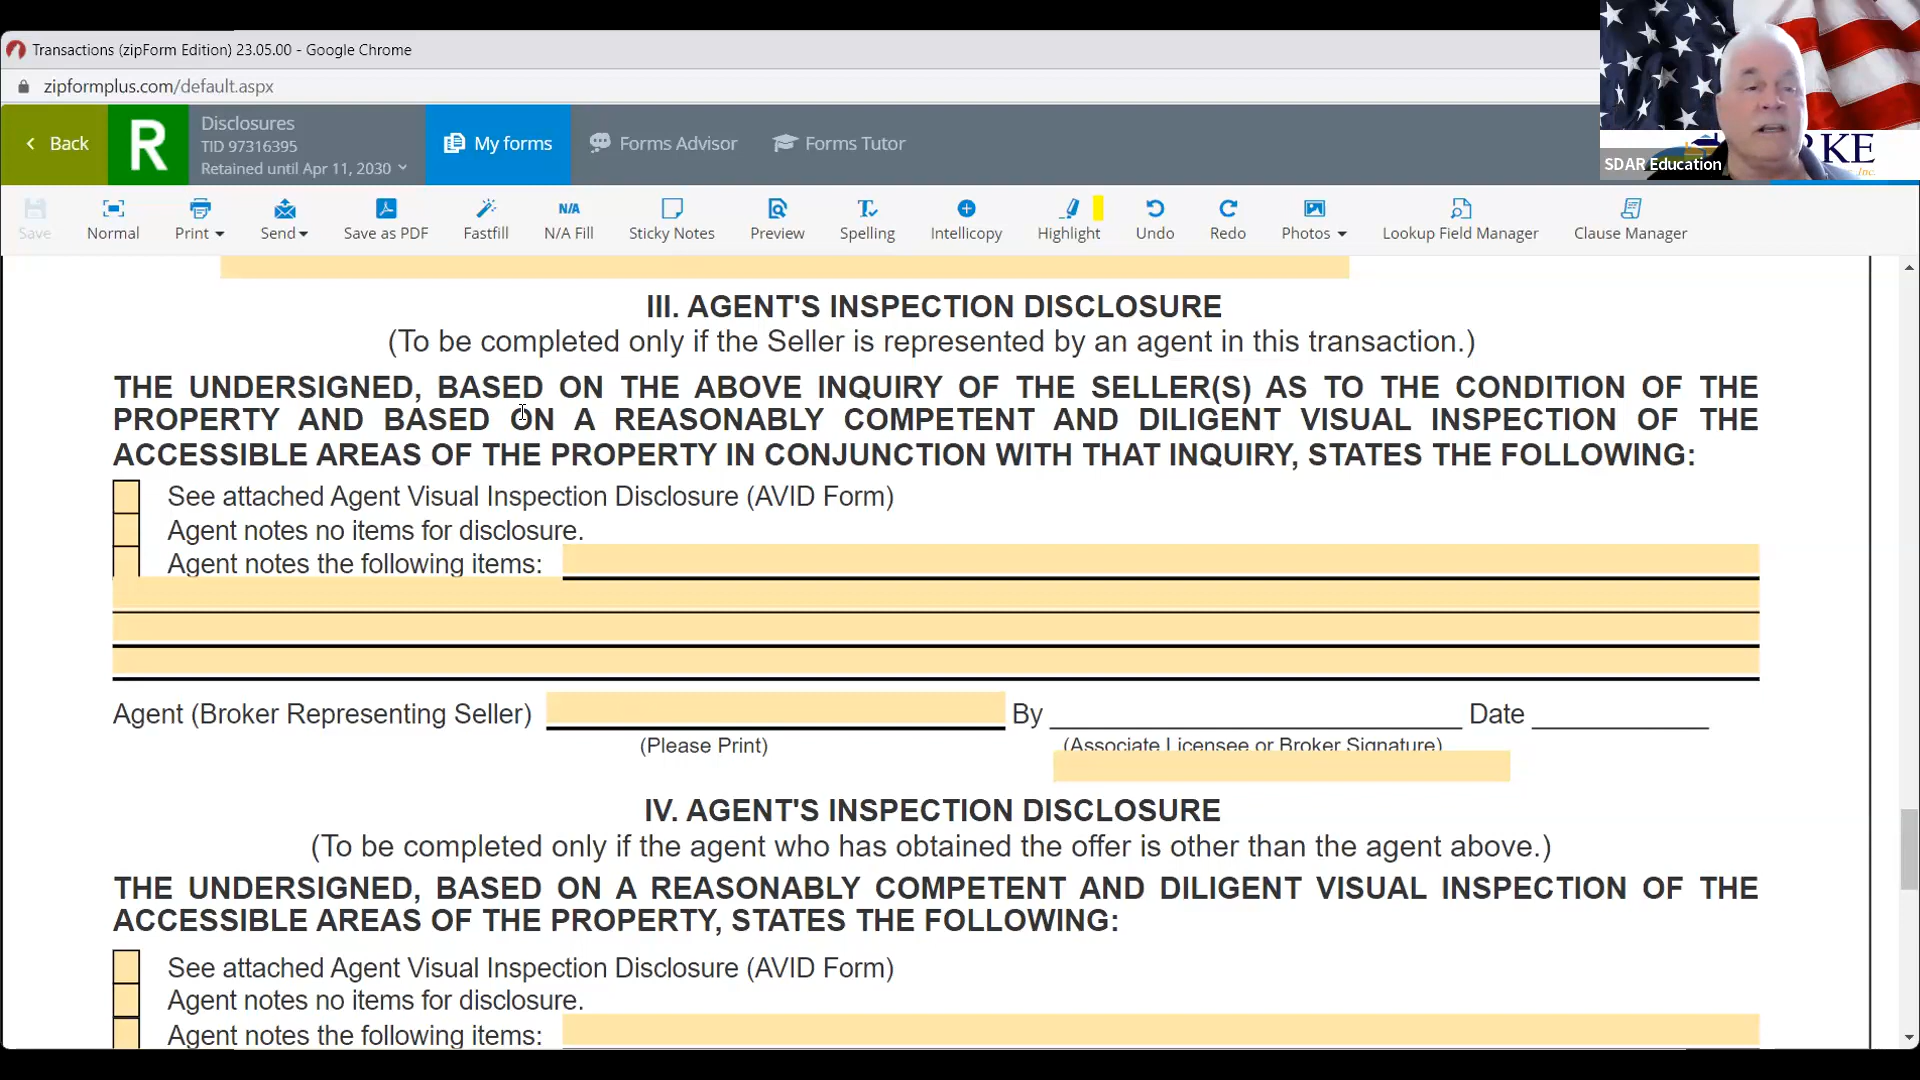 Transactions (zipForm Edition) 23.05.00 - Google Chrome
zipformplus.com/default.aspx
Back
R
Disclosures
TID 97316395
Retained until Apr 11, 2030
My forms
Forms Advisor
Forms Tutor
RKE
Inc.
SDAR Education
Save
Normal
Print
Send
Save as PDF
Fastfill
N/A
N/A Fill
Sticky Notes
Preview
Spelling
Intellicopy
Highlight
Undo
Redo
Photos
Lookup Field Manager
Clause Manager
III. AGENT'S INSPECTION DISCLOSURE
(To be completed only if the Seller is represented by an agent in this transaction.)
THE UNDERSIGNED, BASED ON THE ABOVE INQUIRY OF THE SELLER(S) AS TO THE CONDITION OF THE
PROPERTY AND BASED ON A REASONABLY COMPETENT AND DILIGENT VISUAL INSPECTION OF THE
ACCESSIBLE AREAS OF THE PROPERTY IN CONJUNCTION WITH THAT INQUIRY, STATES THE FOLLOWING:
See attached Agent Visual Inspection Disclosure (AVID Form)
Agent notes no items for disclosure.
Agent notes the following items:
Agent (Broker Representing Seller) By Date
(Please Print) (Associate Licensee or Broker Signature)
IV. AGENT'S INSPECTION DISCLOSURE
(To be completed only if the agent who has obtained the offer is other than the agent above.)
THE UNDERSIGNED, BASED ON A REASONABLY COMPETENT AND DILIGENT VISUAL INSPECTION OF THE
ACCESSIBLE AREAS OF THE PROPERTY, STATES THE FOLLOWING:
See attached Agent Visual Inspection Disclosure (AVID Form)
Agent notes no items for disclosure.
Agent notes the following items: